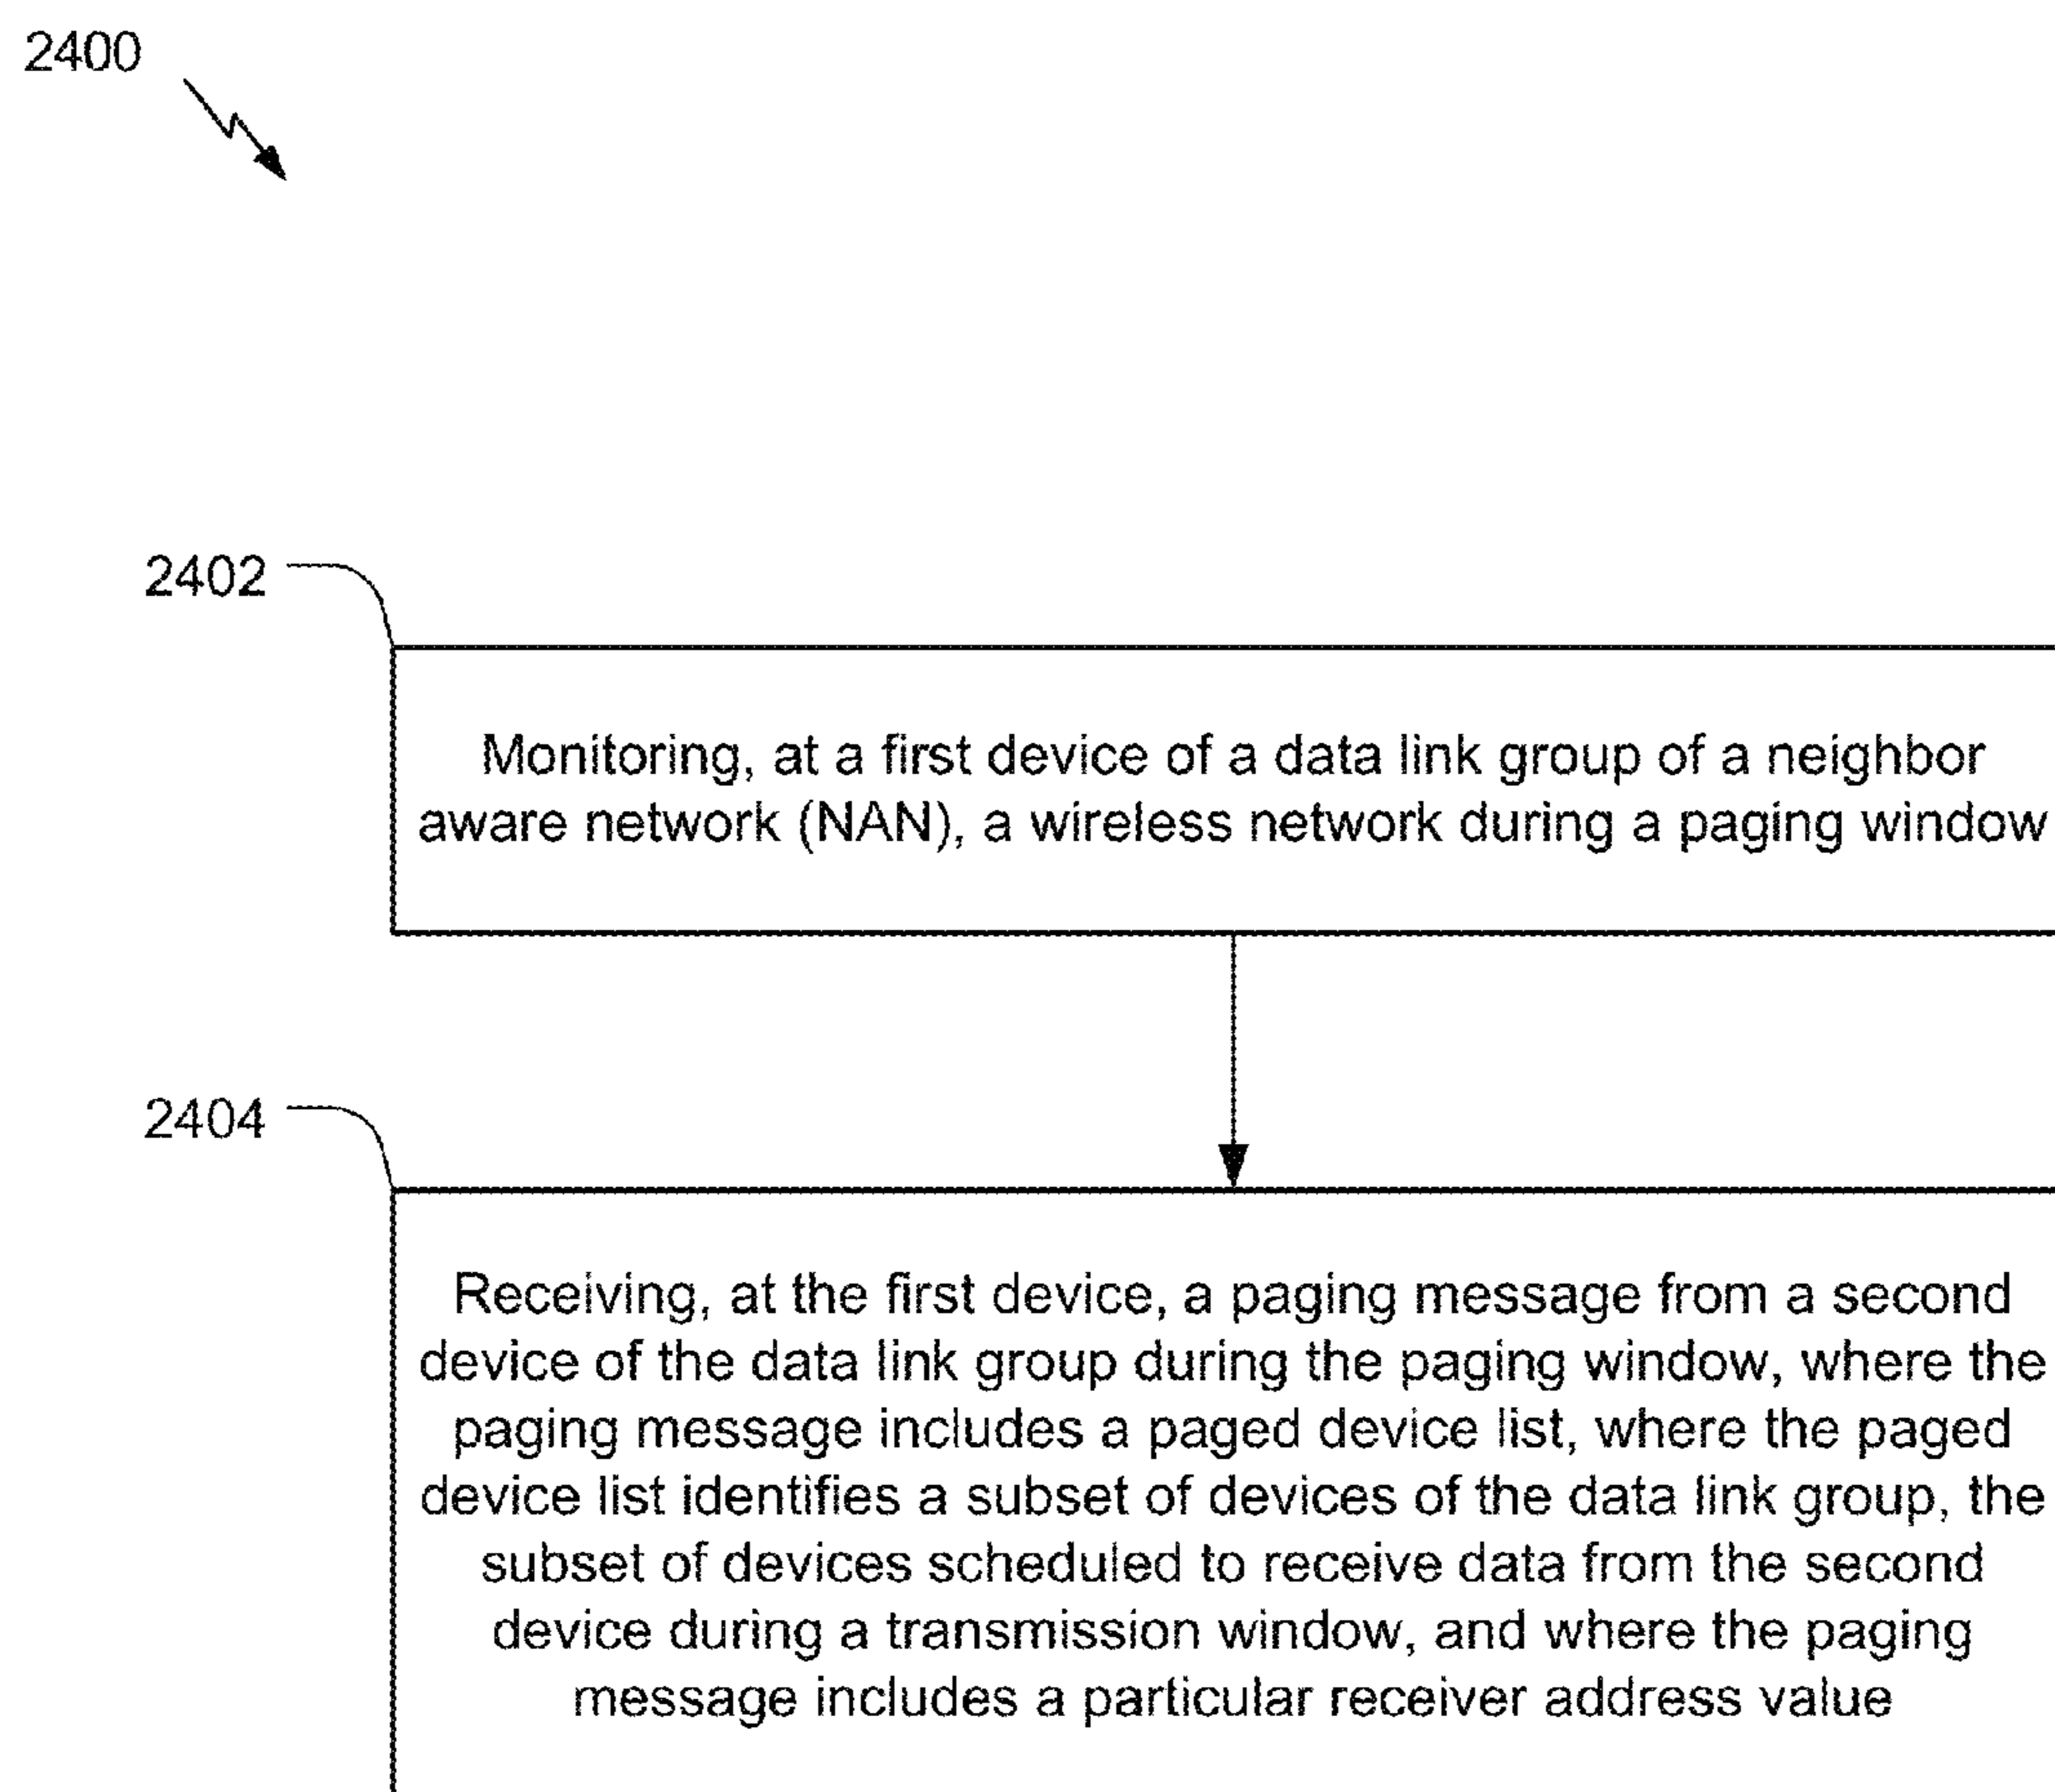 2400
2402
Monitoring, at a first device of a data link group of a neighbor
aware network (NAN), a wireless network during a paging window
2404
Receiving, at the first device, a paging message from a second
device of the data link group during the paging window, where the
paging message includes a paged device list, where the paged
device list identifies a subset of devices of the data link group, the
subset of devices scheduled to receive data from the second
device during a transmission window, and where the paging
message includes a particular receiver address value